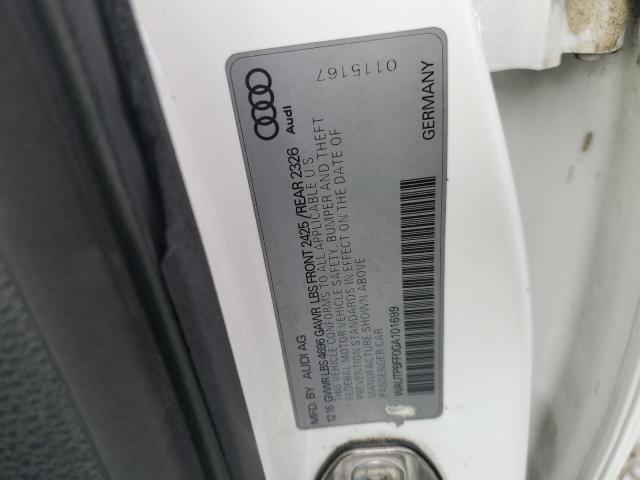 Audi
0115167
MFD. BY AUDI AG
12 15 GVWR LBS 4696 GAWR LBS FRONT 2425 / REAR 2326
THIS VEHICLE CONFORMS TO ALL APPLICABLE U.S.
FEDERAL MOTOR VEHICLE SAFETY, BUMPER AND THEFT
PREVENTION STANDARDS IN EFFECT ON THE DATE OF
MANUFACTURE SHOWN ABOVE.
PASSENGER CAR
WAUTPBFF0GA101699
GERMANY